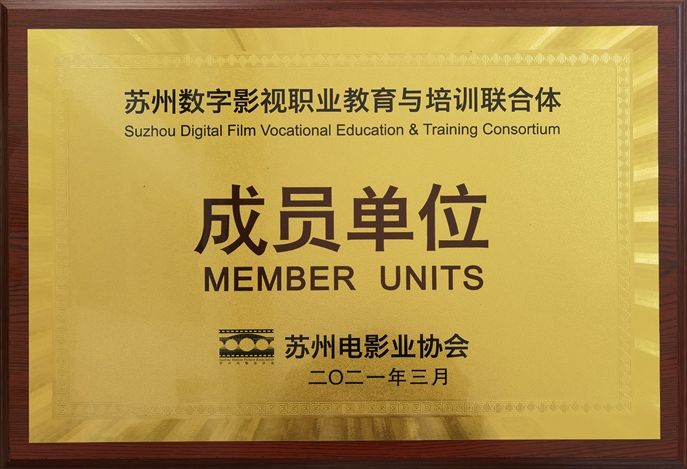 苏州数字影视职业教育与培训联合体
Suzhou Digital Film Vocational Education & Training Consortium
成员单位
MEMBER UNITS
苏州电影业协会
二〇二一年三月